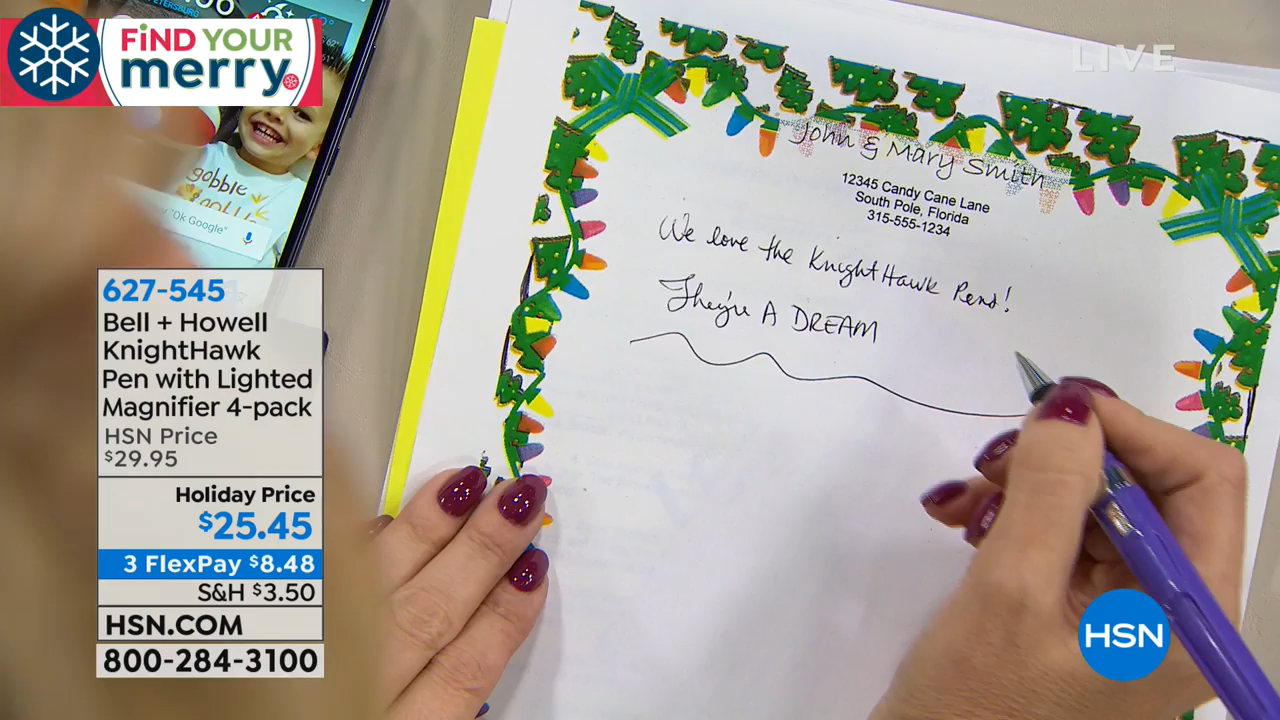 FiND YOUR
merry.
LIVE
gobble
"Ok Google"
John & Mary Smith
12345 Candy Cane Lane
South Pole, Florida
315-555-1234
We love the KnightHawk Pens!
They're A DREAM
627-545
Bell + Howell
KnightHawk
Pen with Lighted
Magnifier 4-pack
HSN Price
$29.95
Holiday Price
$25.45
3 FlexPay $8.48
S&H $3.50
HSN.COM
800-284-3100
HSN